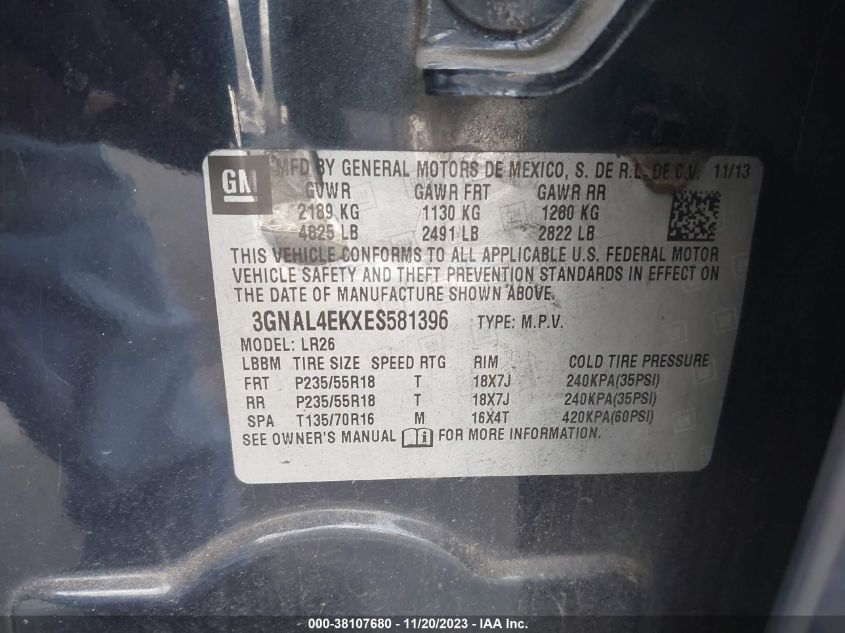 GM
MFD BY GENERAL MOTORS DE MEXICO, S. DE R.L. DE C.V. 11/13
GVWR GAWR FRT GAWR RR
2189 KG 1130 KG 1280 KG
4825 LB 2491 LB 2822 LB
THIS VEHICLE CONFORMS TO ALL APPLICABLE U.S. FEDERAL MOTOR
VEHICLE SAFETY AND THEFT PREVENTION STANDARDS IN EFFECT ON
THE DATE OF MANUFACTURE SHOWN ABOVE.
3GNAL4EKXES581396 TYPE: M.P.V.
MODEL: LR26
LBBM TIRE SIZE SPEED RTG RIM COLD TIRE PRESSURE
FRT P235/55R18 T 18X7J 240KPA(35PSI)
RR P235/55R18 T 18X7J 240KPA(35PSI)
SPA T135/70R16 M 16X4T 420KPA(60PSI)
SEE OWNER'S MANUAL FOR MORE INFORMATION.
000-38107680 - 11/20/2023 - IAA Inc.